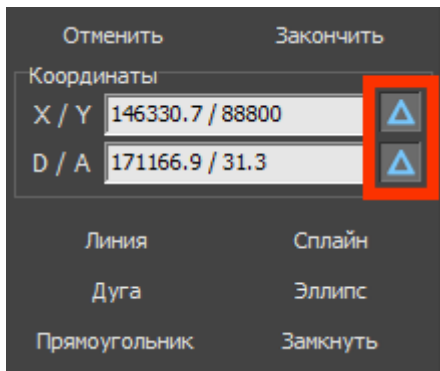 Отменить Закончить
Координаты
X / Y 146330.7 / 88800
D / A 171166.9 / 31.3
Линия Сплайн
Дуга Эллипс
Прямоугольник Замкнуть